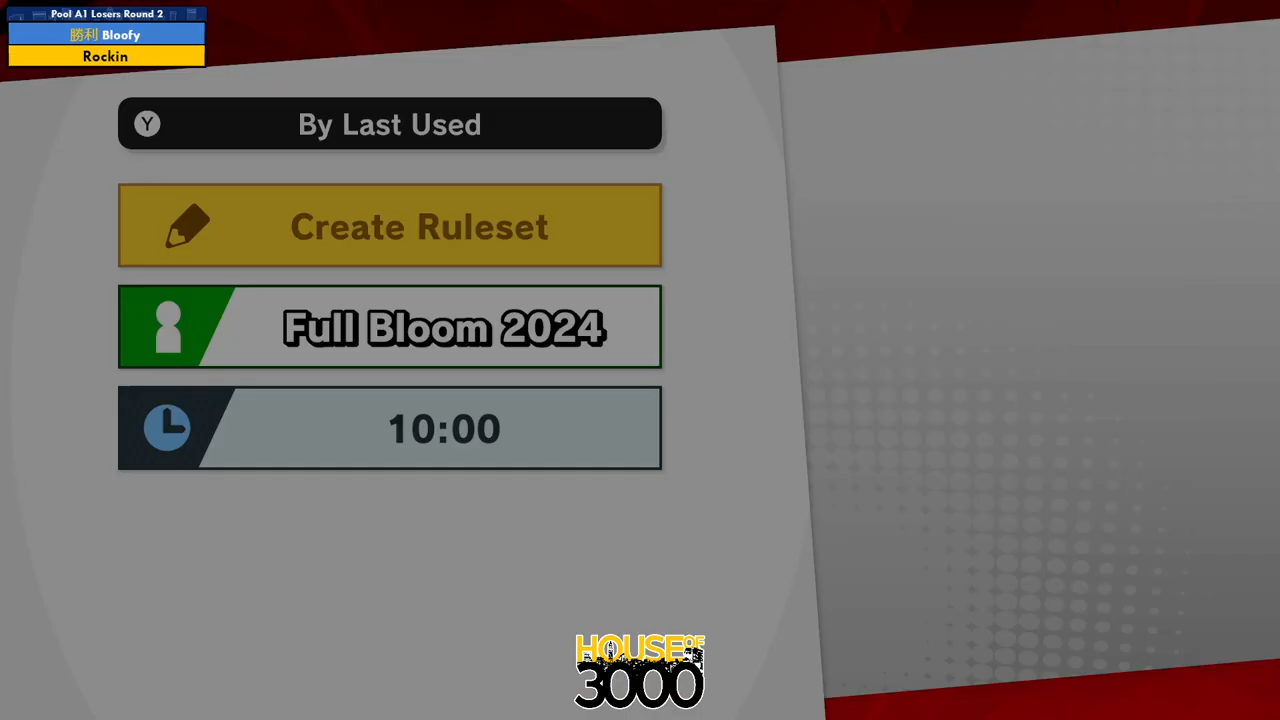 Pool A1 Losers Round 2
勝利 Bloofy
Rockin
Y By Last Used
Create Ruleset
Full Bloom 2024
10:00
HOUSE OF
3000